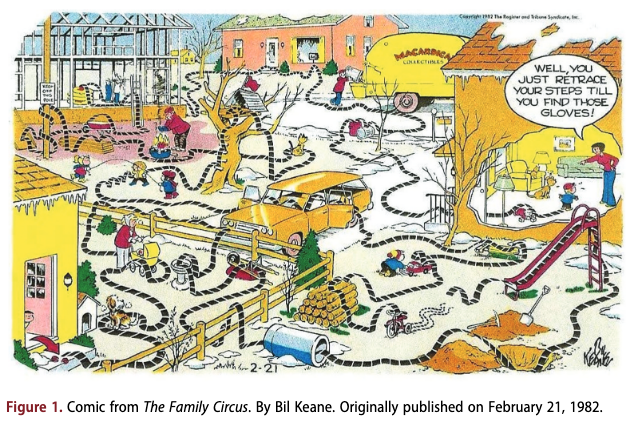 Copyright 1982 The Register and Tribune Syndicate, Inc.
COLLECTIBLES
WELL, YOU
JUST RETRACE
YOUR STEPS TILL
YOU FIND THOSE
GLOVES!
KEEP
OFF
2-21
Bil
KEANE
Figure 1. Comic from The Family Circus. By Bil Keane. Originally published on February 21, 1982.